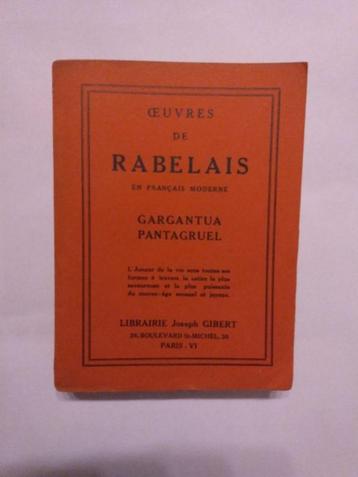 ŒUVRES
DE
RABELAIS
EN FRANÇAIS MODERNE
GARGANTUA
PANTAGRUEL
L'Amour de la vie sous toutes ses
formes à travers la satire la plus
savoureuse et la plus puissante
du moyen-âge sensuel et joyeux.
LIBRAIRIE Joseph GIBERT
26, BOULEVARD St-MICHEL, 26
PARIS - VI